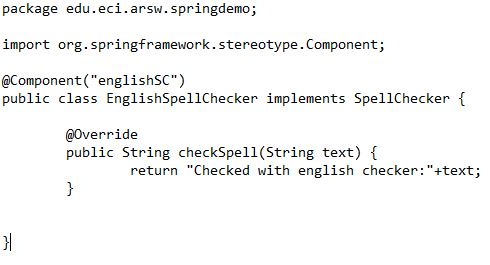 package edu.eci.arsw.springdemo;
import org.springframework.stereotype.Component;
@Component("englishSC")
public class EnglishSpellChecker implements SpellChecker {
@Override
public String checkSpell(String text) {
return "Checked with english checker:"+text;
}
}